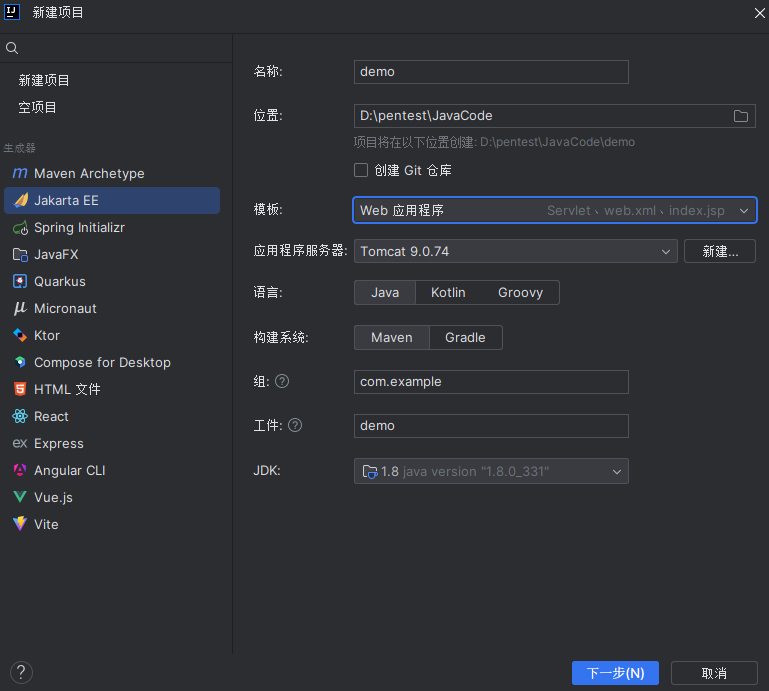 新建项目
新建项目
空项目
生成器
Maven Archetype
Jakarta EE
Spring Initializr
JavaFX
Quarkus
Micronaut
Ktor
Compose for Desktop
HTML 文件
React
ex Express
Angular CLI
Vue.js
Vite
名称: demo
位置: D:\pentest\JavaCode
项目将在以下位置创建: D:\pentest\JavaCode\demo
创建 Git 仓库
模板: Web 应用程序 Servlet、web.xml、index.jsp
应用程序服务器: Tomcat 9.0.74 新建...
语言: Java Kotlin Groovy
构建系统: Maven Gradle
组: ? com.example
工件: ? demo
JDK: 1.8 java version "1.8.0_331"
? 下一步(N) 取消